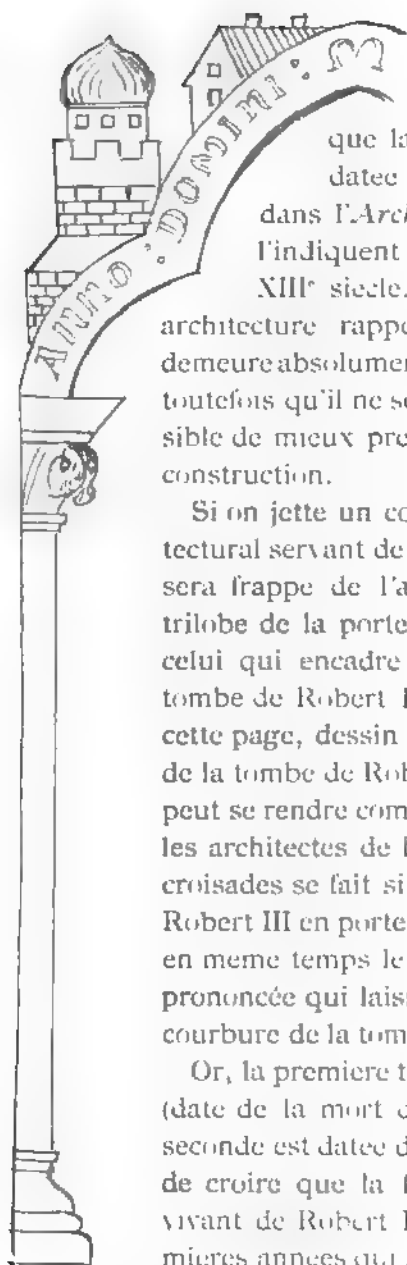 ANNO : DOMINI : M
que la
datee
dans l'Arch
l'indiquent
XIIIe siecle.
architecture rappe
demeure absolumen
toutefois qu'il ne se
sible de mieux pre
construction.
Si on jette un co
tectural servant de
sera frappe de l'a
trilobe de la porte
celui qui encadre
tombe de Robert I
cette page, dessin
de la tombe de Rob
peut se rendre com
les architectes de l
croisades se fait si
Robert III en porte
en meme temps le
prononcée qui lais
courbure de la tom
Or, la premiere t
(date de la mort d
seconde est datee d
de croire que la f
vivant de Robert I
mieres annees qui